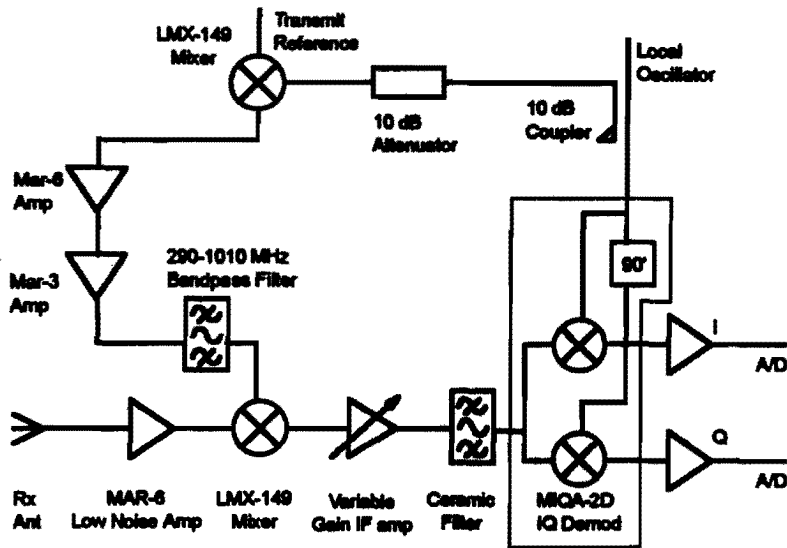 LMX-149
Mixer
Transmit
Reference
Local
Oscillator
10 dB
Attenuator
10 dB
Coupler
Mar-6
Amp
Mar-3
Amp
290-1010 MHz
Bandpass Filter
90°
I
A/D
Q
A/D
Rx
Ant
MAR-6
Low Noise Amp
LMX-149
Mixer
Variable
Gain IF amp
Ceramic
Filter
MIQA-2D
IQ Demod